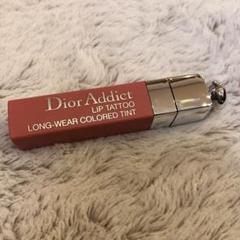 Dior Addict
LIP TATTOO
LONG-WEAR COLORED TINT